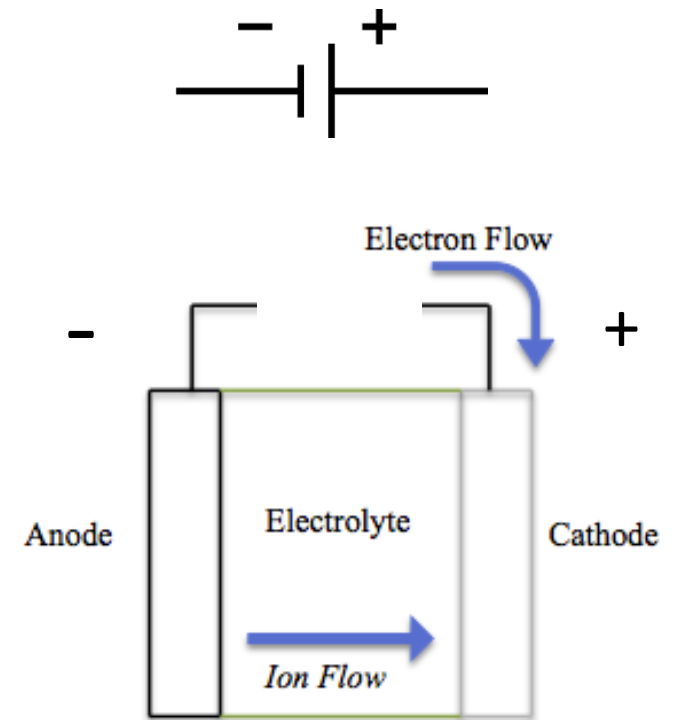 - +
Electron Flow
- +
Anode
Electrolyte
Cathode
Ion Flow